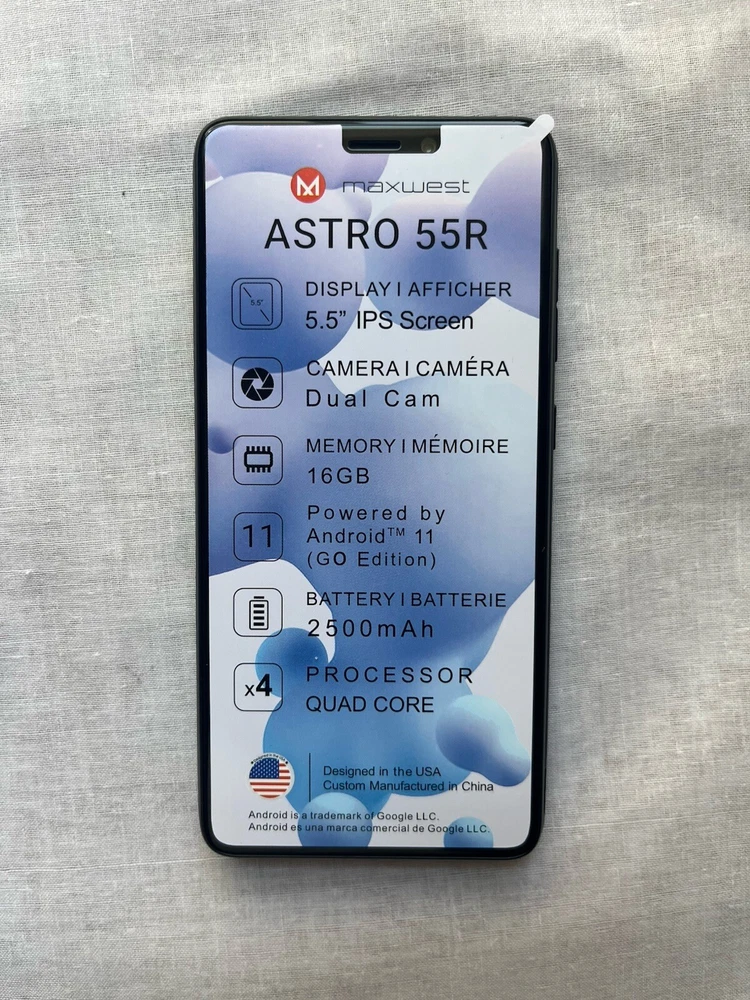 maxwest
ASTRO 55R
5.5"
DISPLAY I AFFICHER
5.5” IPS Screen
CAMERA I CAMÉRA
Dual Cam
MEMORY I MÉMOIRE
16GB
11
Powered by
Android™ 11
(GO Edition)
BATTERY I BATTERIE
2500mAh
x4
PROCESSOR
QUAD CORE
Designed in the USA
Custom Manufactured in China
Android is a trademark of Google LLC.
Android es una marca comercial de Google LLC.